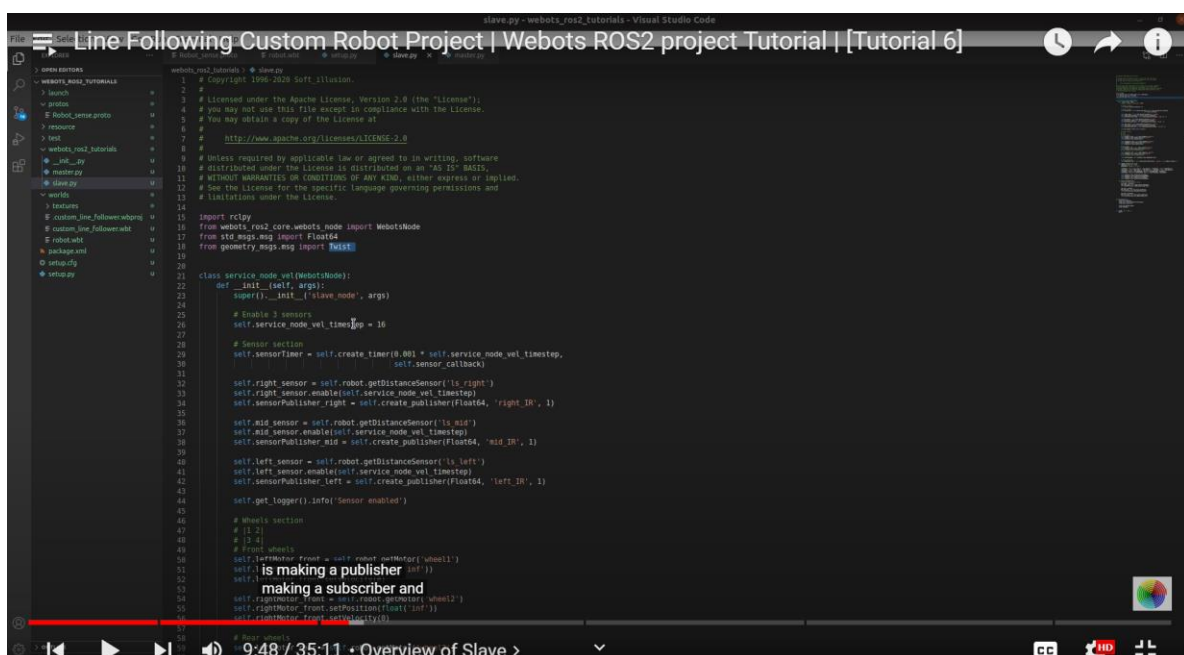 slave.py - webots_ros2_tutorials - Visual Studio Code
File
Line Following Custom Robot Project | Webots ROS2 project Tutorial | [Tutorial 6]
slave.py
master.py
OPEN EDITORS
WEBOTS_ROS2_TUTORIALS
launch
protos
Robot_sense.proto
resource
test
webots_ros2_tutorials
__init__.py
master.py
slave.py
worlds
textures
.custom_line_follower.wbproj
custom_line_follower.wbt
robot.wbt
package.xml
setup.cfg
setup.py
webots_ros2_tutorials > slave.py
1 # Copyright 1996-2020 Soft_illusion.
2 #
3 # Licensed under the Apache License, Version 2.0 (the "License");
4 # you may not use this file except in compliance with the License.
5 # You may obtain a copy of the License at
6 #
7 #     http://www.apache.org/licenses/LICENSE-2.0
8 #
9 # Unless required by applicable law or agreed to in writing, software
10 # distributed under the License is distributed on an "AS IS" BASIS,
11 # WITHOUT WARRANTIES OR CONDITIONS OF ANY KIND, either express or implied.
12 # See the License for the specific language governing permissions and
13 # limitations under the License.
14
15 import rclpy
16 from webots_ros2_core.webots_node import WebotsNode
17 from std_msgs.msg import Float64
18 from geometry_msgs.msg import Twist
19
20
21 class service_node_vel(WebotsNode):
22     def __init__(self, args):
23         super().__init__('slave_node', args)
24
25         # Enable 3 sensors
26         self.service_node_vel_timestep = 16
27
28         # Sensor section
29         self.sensorTimer = self.create_timer(0.001 * self.service_node_vel_timestep,
30                                              self.sensor_callback)
31
32         self.right_sensor = self.robot.getDistanceSensor('ls_right')
33         self.right_sensor.enable(self.service_node_vel_timestep)
34         self.sensorPublisher_right = self.create_publisher(Float64, 'right_IR', 1)
35
36         self.mid_sensor = self.robot.getDistanceSensor('ls_mid')
37         self.mid_sensor.enable(self.service_node_vel_timestep)
38         self.sensorPublisher_mid = self.create_publisher(Float64, 'mid_IR', 1)
39
40         self.left_sensor = self.robot.getDistanceSensor('ls_left')
41         self.left_sensor.enable(self.service_node_vel_timestep)
42         self.sensorPublisher_left = self.create_publisher(Float64, 'left_IR', 1)
43
44         self.get_logger().info('Sensor enabled')
45
46         # Wheels section
47         # |1 2|
48         # |3 4|
49         # Front wheels
50         self.leftMotor_front = self.robot.getMotor('wheel1')
51         inf'))
52
53
54         self.rightMotor_front = self.robot.getMotor('wheel2')
55         self.rightMotor_front.setPosition(float('inf'))
56         self.rightMotor_front.setVelocity(0)
58         # Rear wheels
59
is making a publisher
making a subscriber and
9:48 / 35:11 • Overview of Slave >
CC
HD